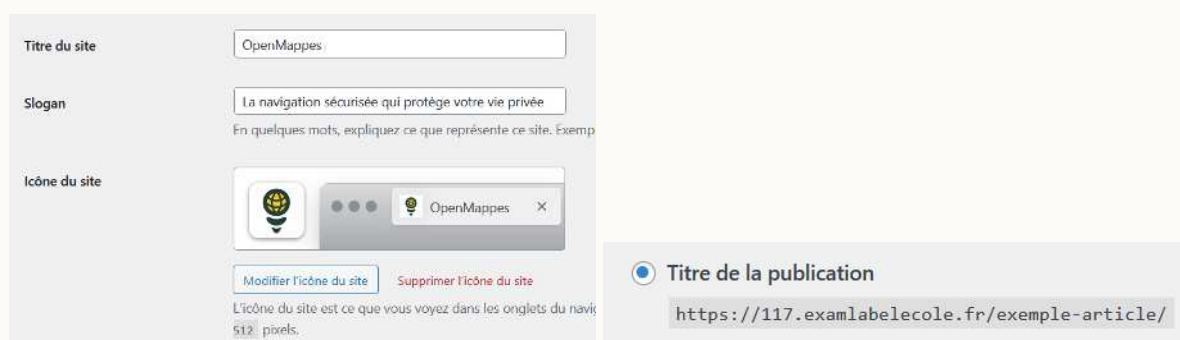 Titre du site
OpenMappes
Slogan
La navigation sécurisée qui protège votre vie privée
En quelques mots, expliquez ce que représente ce site. Exemp
Icône du site
OpenMappes
Modifier l'icône du site
Supprimer l'icône du site
L'icône du site est ce que vous voyez dans les onglets du navig
512 pixels.
Titre de la publication
https://117.examlabelecole.fr/exemple-article/